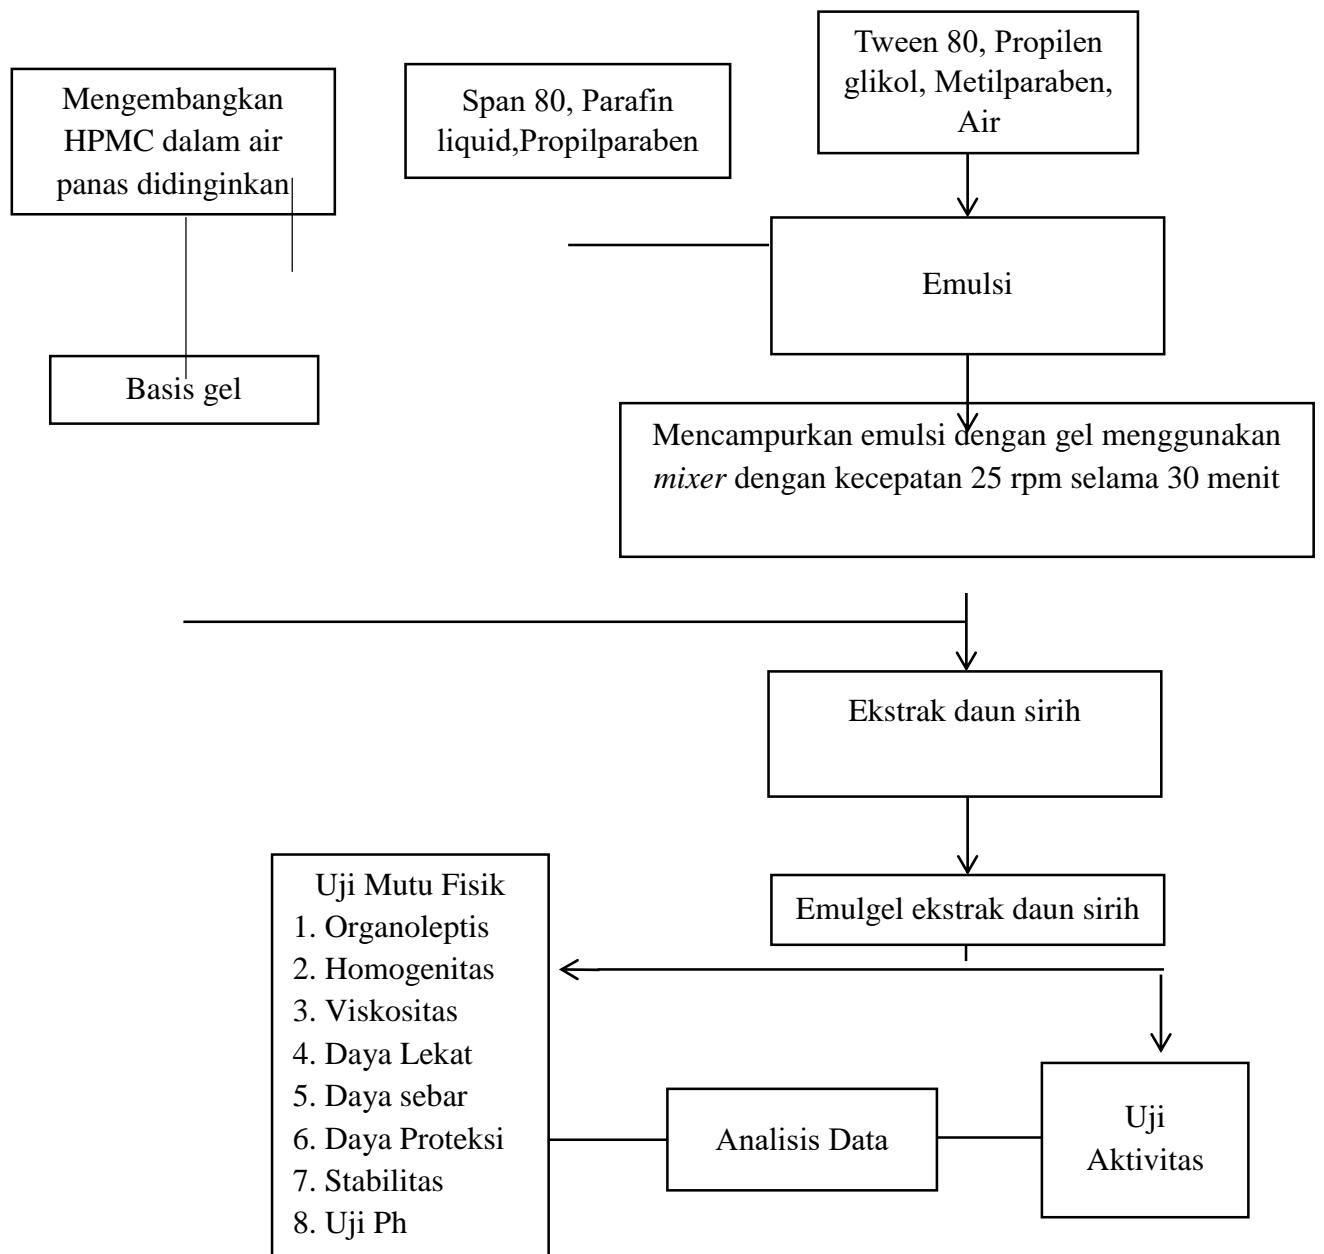 Mengembangkan
HPMC dalam air
panas didinginkan
Span 80, Parafin
liquid,Propilparaben
Tween 80, Propilen
glikol, Metilparaben,
Air
Emulsi
Basis gel
Mencampurkan emulsi dengan gel menggunakan
mixer dengan kecepatan 25 rpm selama 30 menit
Ekstrak daun sirih
Emulgel ekstrak daun sirih
Uji Mutu Fisik
1. Organoleptis
2. Homogenitas
3. Viskositas
4. Daya Lekat
5. Daya sebar
6. Daya Proteksi
7. Stabilitas
8. Uji Ph
Analisis Data
Uji
Aktivitas